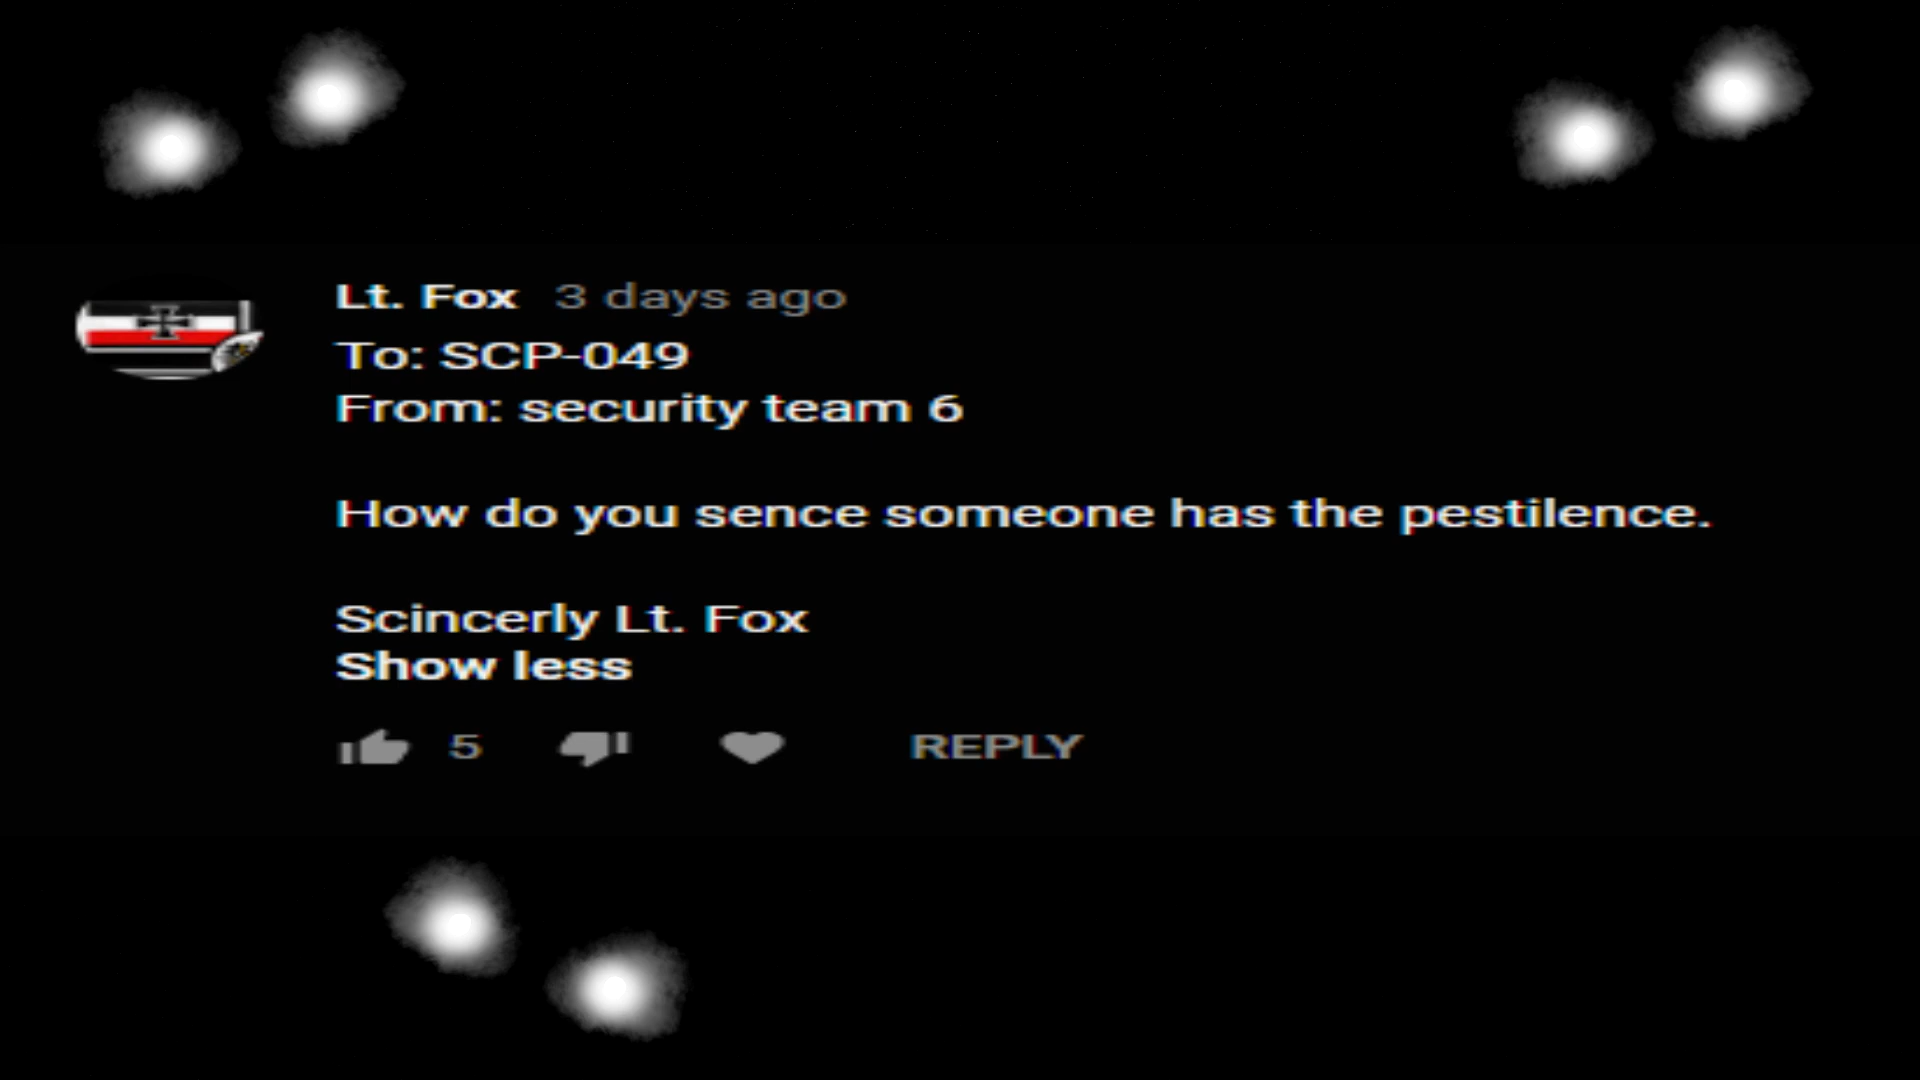 Lt. Fox 3 days ago
To: SCP-049
From: security team 6
How do you sence someone has the pestilence.
Scincerly Lt. Fox
Show less
5 REPLY